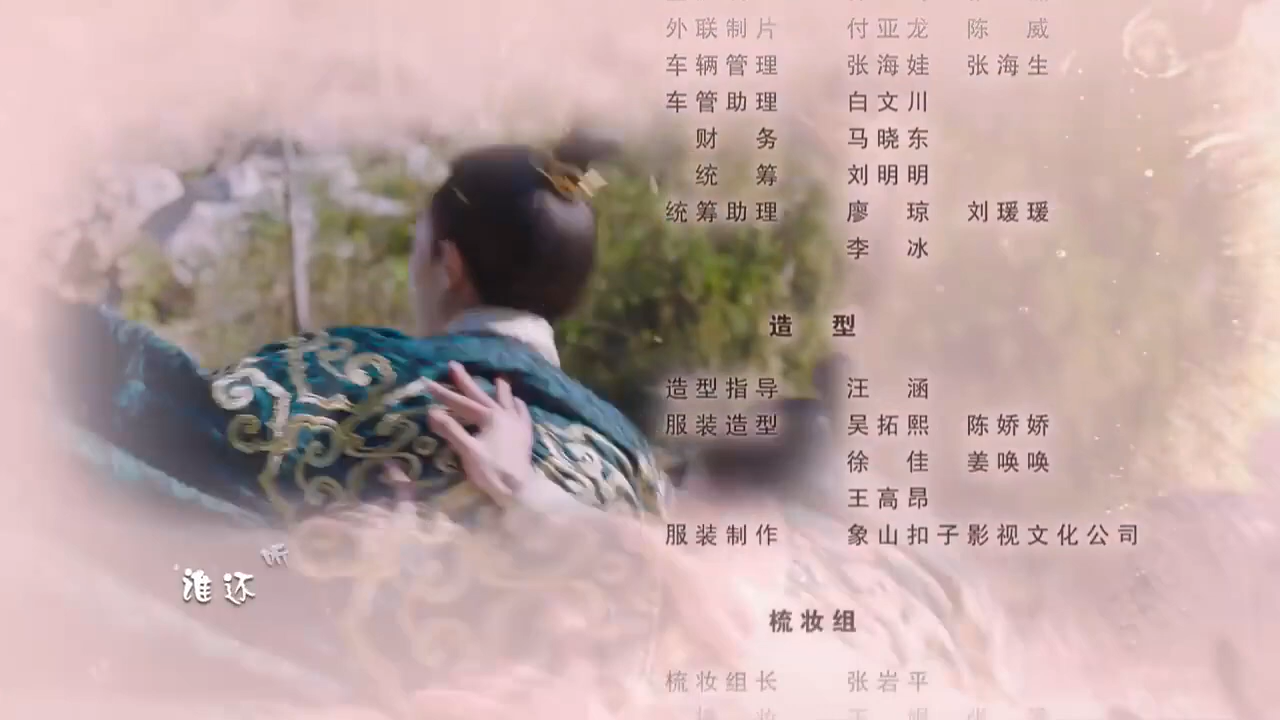 外联制片 付亚龙 陈威
车辆管理 张海娃 张海生
车管助理 白文川
财务 马晓东
统筹 刘明明
统筹助理 廖琼 刘瑗瑗
李冰
造型
造型指导 汪涵
服装造型 吴拓熙 陈娇娇
徐佳 姜唤唤
王高昂
服装制作 象山扣子影视文化公司
谁还听
梳妆组
梳妆组长 张岩平